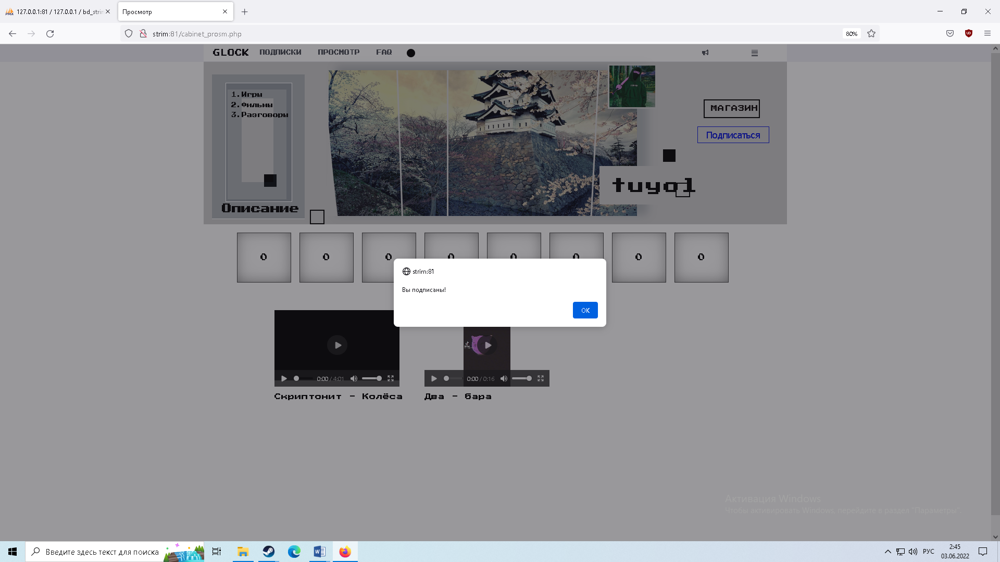 127.0.0.1:81 / 127.0.0.1 / bd_strin
Просмотр
strim:81/cabinet_prosm.php
80%
GLOCK
ПОДПИСКИ
ПРОСМОТР
FAQ
1.Игры
2.Фильмы
3.Разговоры
Описание
МАГАЗИН
Подписаться
tuyol
0
0
0
0
0
0
0
0
strim:81
Вы подписаны!
OK
0:00 / 4:01
0:00 / 0:16
Скриптонит - Колёса
Два - бара
Активация Windows
Чтобы активировать Windows, перейдите в раздел "Параметры".
Введите здесь текст для поиска
РУС
2:45
03.06.2022